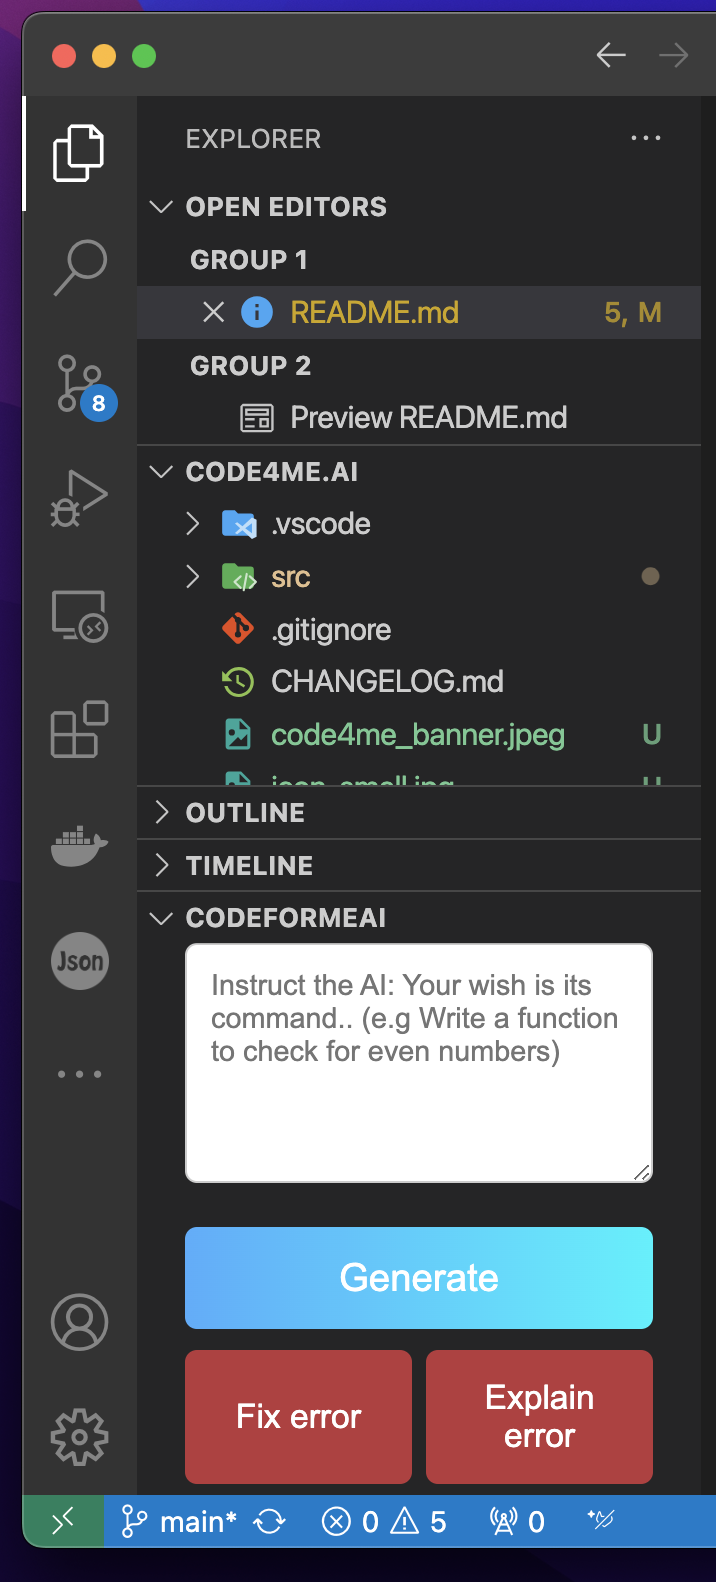 EXPLORER
OPEN EDITORS
GROUP 1
README.md 5, M
GROUP 2
Preview README.md
CODE4ME.AI
.vscode
src
.gitignore
CHANGELOG.md
code4me_banner.jpeg U
8
Json
OUTLINE
TIMELINE
CODEFORMEAI
Instruct the AI: Your wish is its
command.. (e.g Write a function
to check for even numbers)
Generate
Fix error
Explain
error
main* 0 5 0